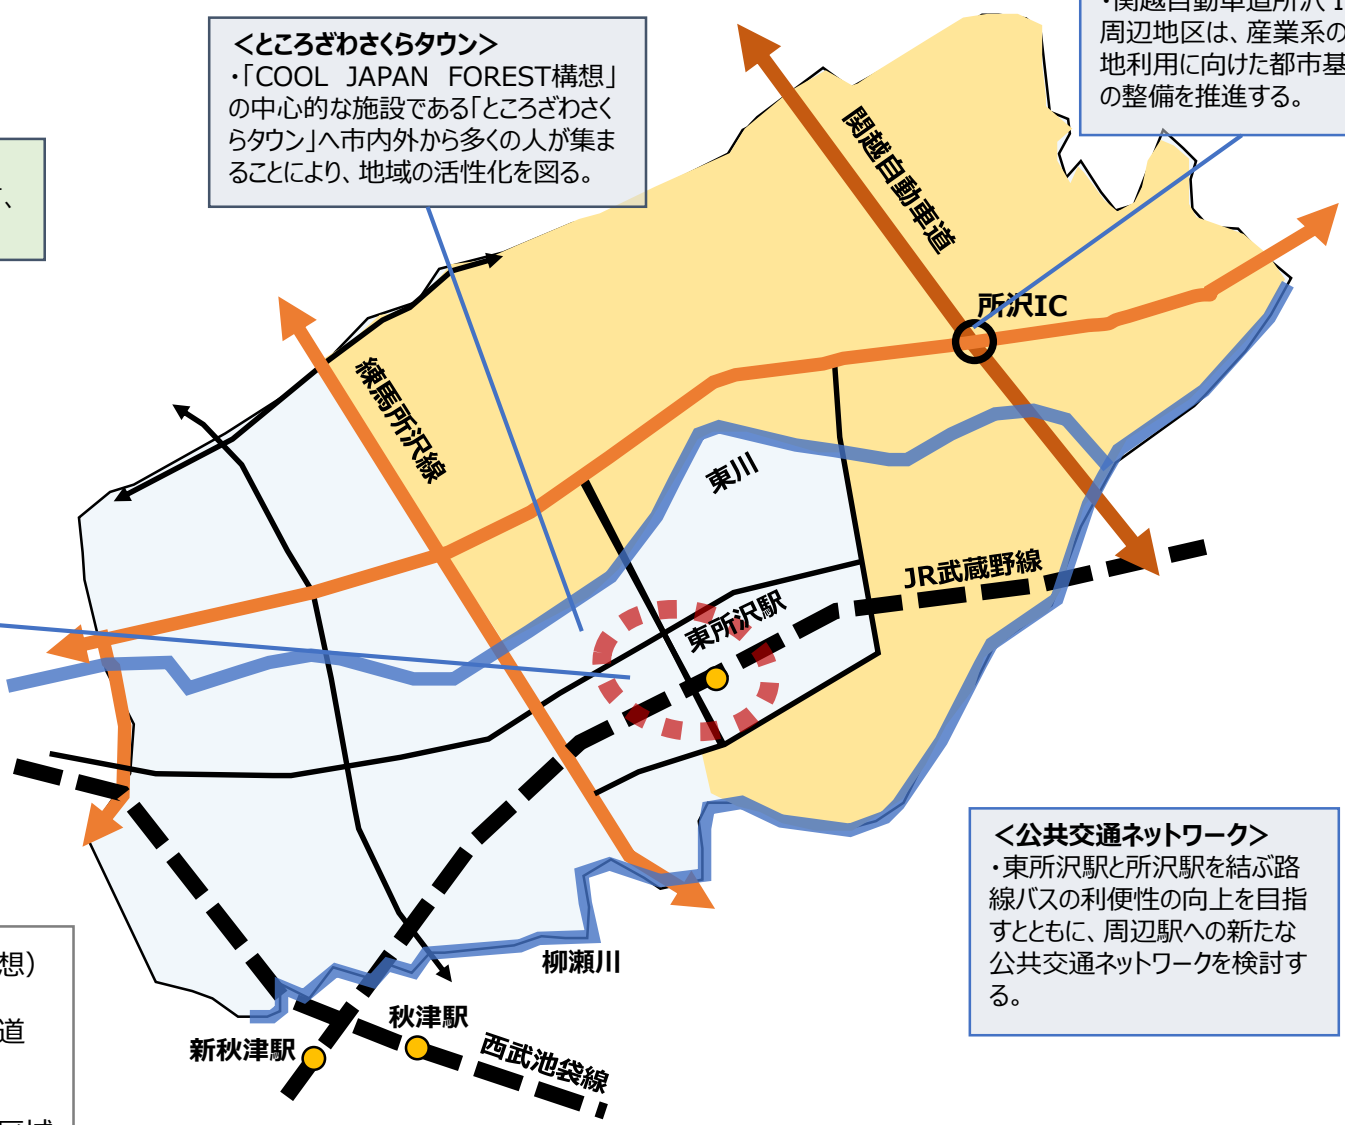 ・関越自動車道所沢I
周辺地区は、産業系の
地利用に向けた都市基
の整備を推進する。
＜ところざわさくらタウン＞
・「COOL JAPAN FOREST構想」
の中心的な施設である「ところざわさく
らタウン」へ市内外から多くの人が集ま
ることにより、地域の活性化を図る。
、
関越自動車道
所沢IC
練馬所沢線
東川
JR武蔵野線
東所沢駅
＜公共交通ネットワーク＞
・東所沢駅と所沢駅を結ぶ路
線バスの利便性の向上を目指
すとともに、周辺駅への新たな
公共交通ネットワークを検討す
る。
想）
道
区域
柳瀬川
秋津駅
新秋津駅
西武池袋線